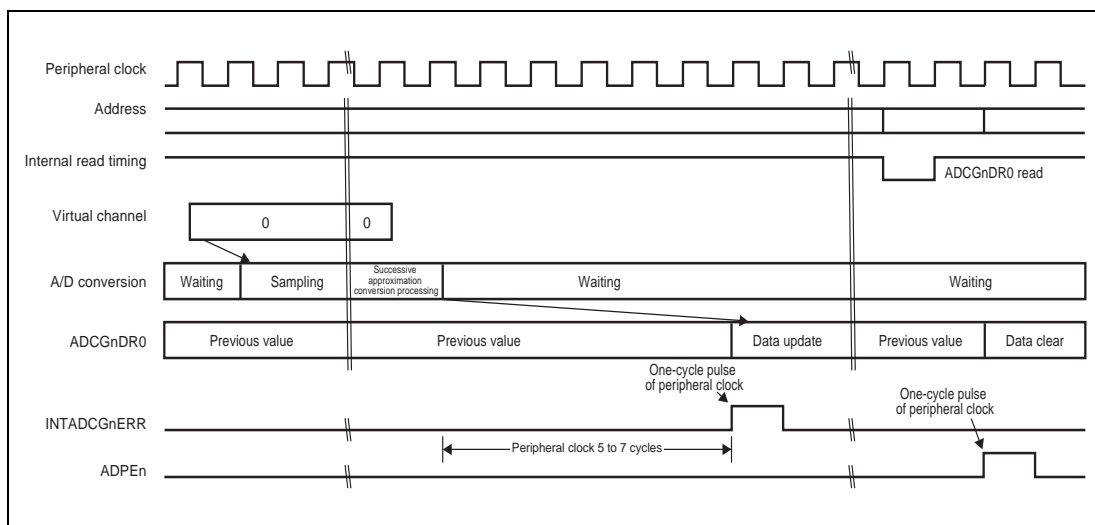 Peripheral clock
Address
Internal read timing
ADCGnDR0 read
Virtual channel
0
0
A/D conversion
Waiting
Sampling
Successive
approximation
conversion processing
Waiting
Waiting
ADCGnDR0
Previous value
Previous value
Data update
Previous value
Data clear
One-cycle pulse
of peripheral clock
One-cycle pulse
of peripheral clock
INTADCGnERR
Peripheral clock 5 to 7 cycles
ADPEn